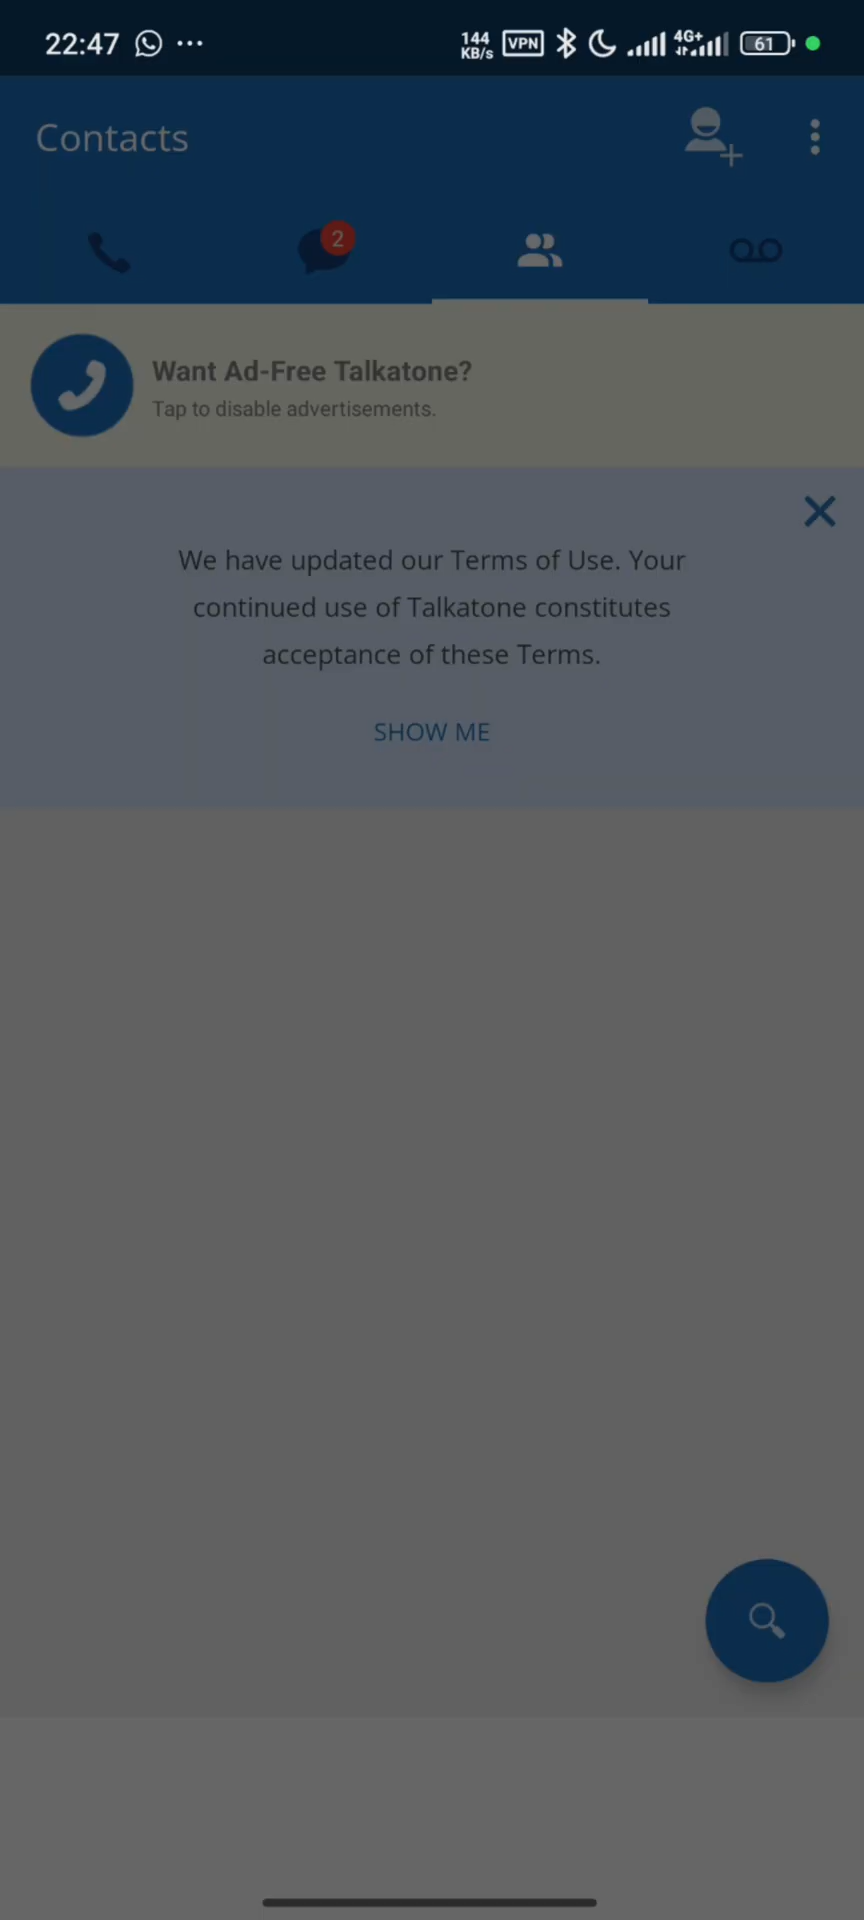 22:47
144
KB/s
VPN
4G+
61
Contacts
2
Want Ad-Free Talkatone?
Tap to disable advertisements.
We have updated our Terms of Use. Your
continued use of Talkatone constitutes
acceptance of these Terms.
SHOW ME